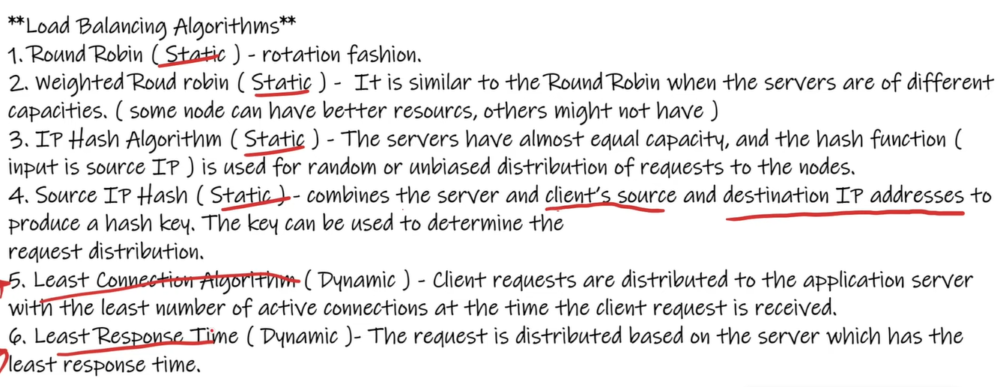 **Load Balancing Algorithms**
1. Round Robin ( Static ) - rotation fashion.
2. Weighted Roud robin ( Static ) - It is similar to the Round Robin when the servers are of different
capacities. ( some node can have better resourcs, others might not have )
3. IP Hash Algorithm ( Static ) - The servers have almost equal capacity, and the hash function (
input is source IP ) is used for random or unbiased distribution of requests to the nodes.
4. Source IP Hash ( Static ) - combines the server and client's source and destination IP addresses to
produce a hash key. The key can be used to determine the
request distribution.
5. Least Connection Algorithm ( Dynamic ) - Client requests are distributed to the application server
with the least number of active connections at the time the client request is received.
6. Least Response Time ( Dynamic )- The request is distributed based on the server which has the
least response time.